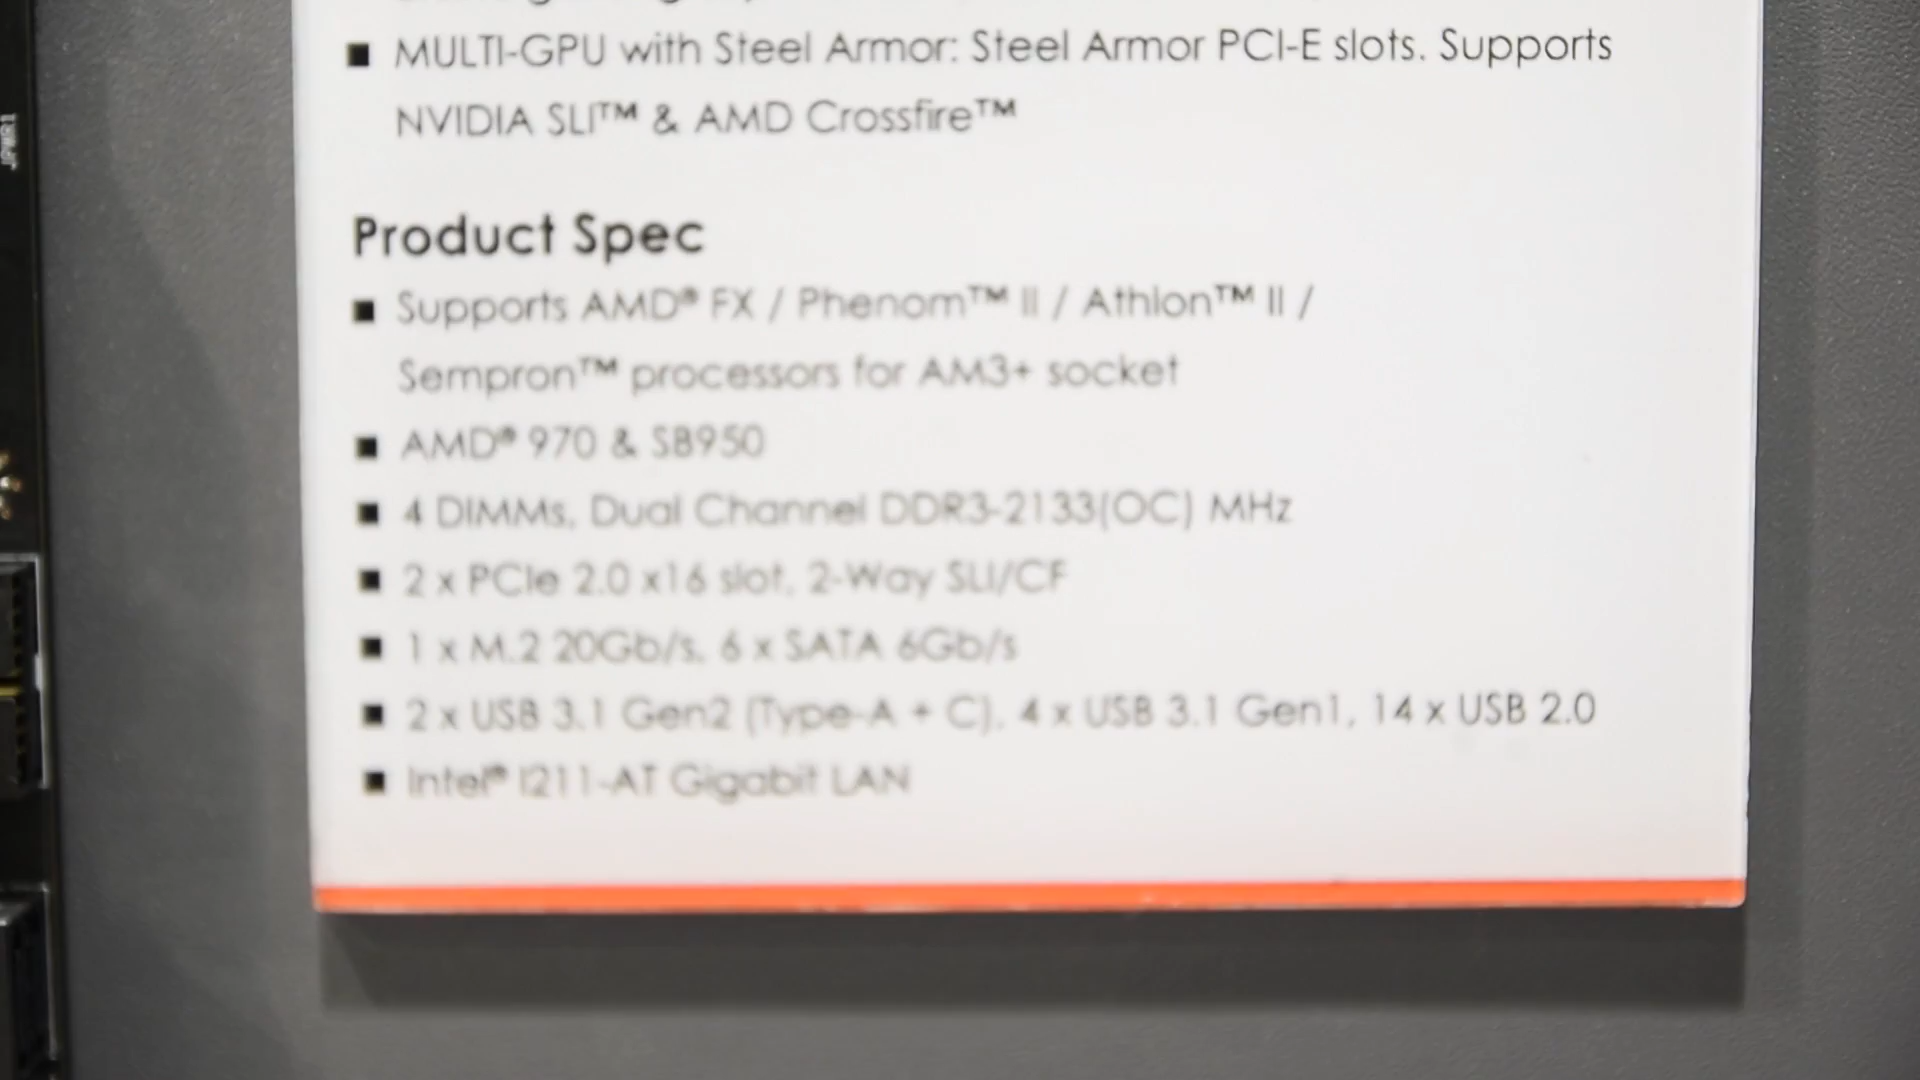 MULTI-GPU with Steel Armor: Steel Armor PCI-E slots. Supports
NVIDIA SLI™ & AMD Crossfire™
Product Spec
Supports AMD® FX / Phenom™ II / Athlon™ II /
Sempron™ processors for AM3+ socket
AMD® 970 & SB950
4 DIMMs, Dual Channel DDR3-2133(OC) MHz
2 x PCIe 2.0 x16 slot, 2-Way SLI/CF
1 x M.2 20Gb/s, 6 x SATA 6Gb/s
2 x USB 3.1 Gen2 (Type-A + C), 4 x USB 3.1 Gen1, 14 x USB 2.0
Intel® I211-AT Gigabit LAN
JPWR1